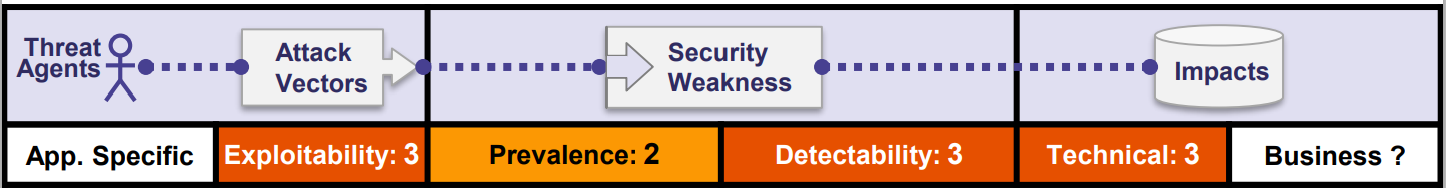 Threat
Agents
Attack
Vectors
Security
Weakness
Impacts
App. Specific
Exploitability: 3
Prevalence: 2
Detectability: 3
Technical: 3
Business ?